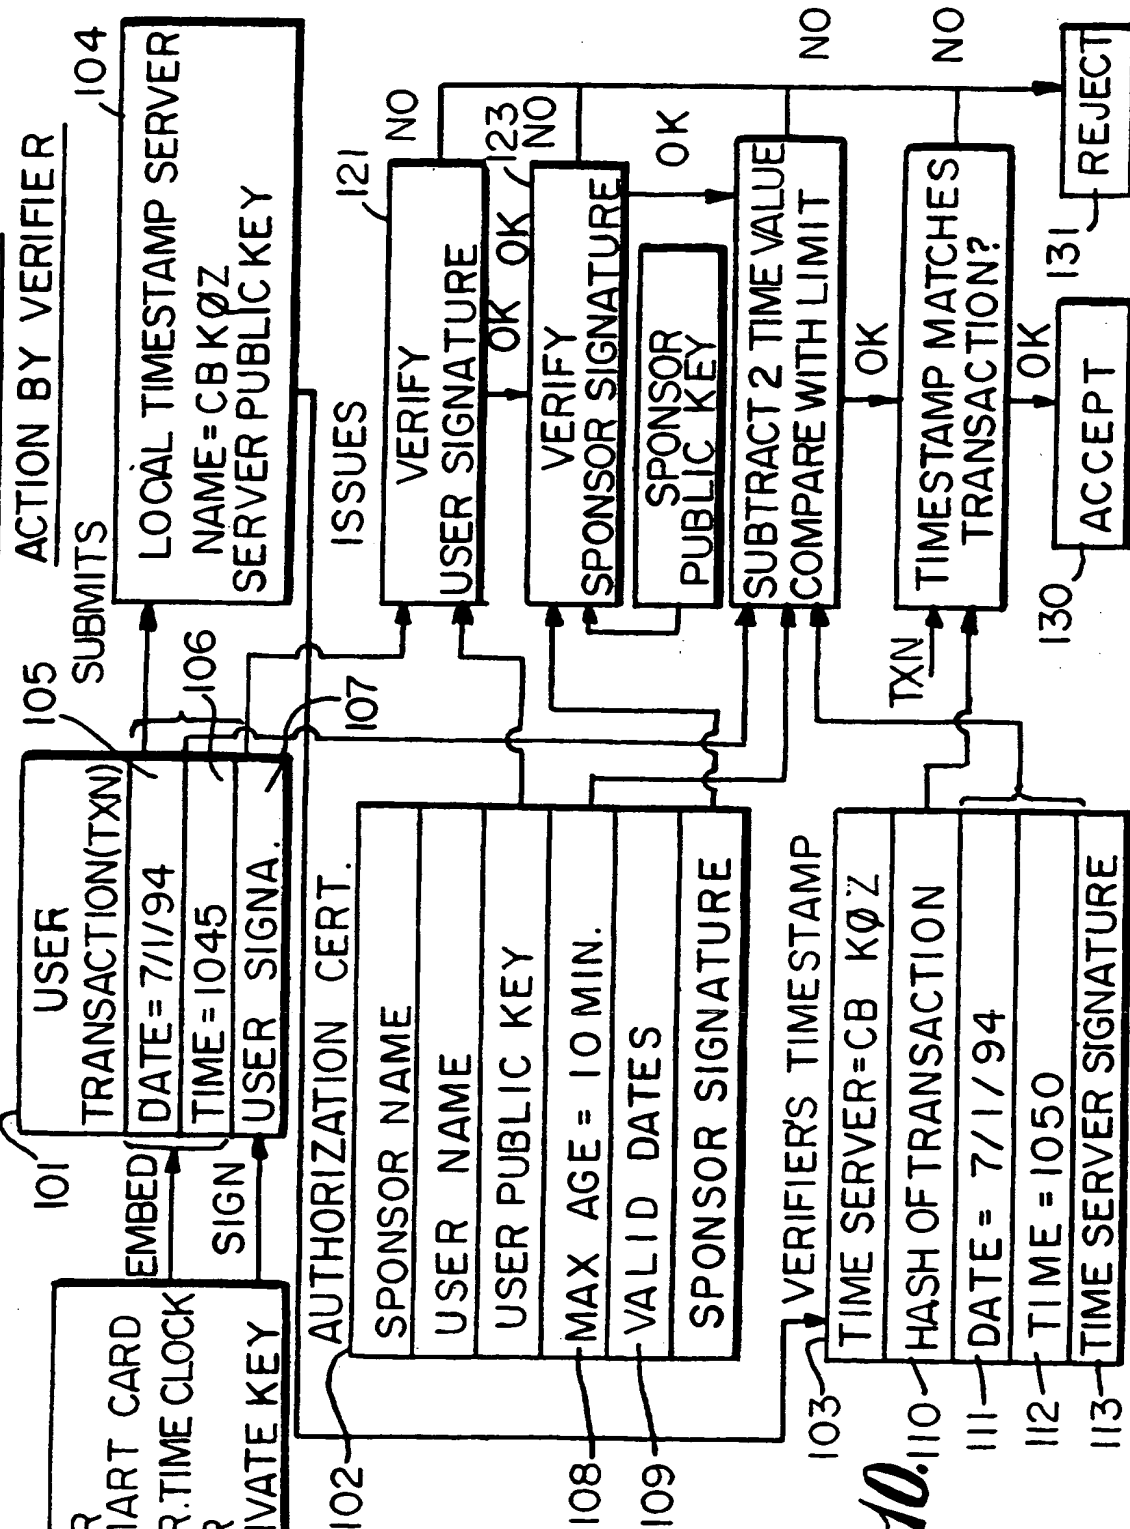 ACTION BY VERIFIER
SUBMITS
104
LOCAL TIMESTAMP SERVER
NAME=CB KØZ
SERVER PUBLIC KEY
ISSUES
101
USER
TRANSACTION(TXN)
DATE=7/1/94
TIME=1045
USER SIGNA.
105
106
107
EMBED
SIGN
MART CARD
R.TIME CLOCK
R
IVATE KEY
102
AUTHORIZATION CERT.
SPONSOR NAME
USER NAME
USER PUBLIC KEY
MAX AGE = 10 MIN.
VALID DATES
SPONSOR SIGNATURE
108
109
103
VERIFIER'S TIMESTAMP
TIME SERVER=CB KØZ
HASH OF TRANSACTION
DATE= 7/1/94
TIME=1050
TIME SERVER SIGNATURE
110
111
112
113
121
VERIFY
USER SIGNATURE
NO
OK
OK
123
NO
VERIFY
SPONSOR SIGNATURE
OK
SPONSOR
PUBLIC KEY
SUBTRACT 2 TIME VALUE
COMPARE WITH LIMIT
NO
OK
TXN
TIMESTAMP MATCHES
TRANSACTION?
NO
OK
130
ACCEPT
131
REJECT
10.